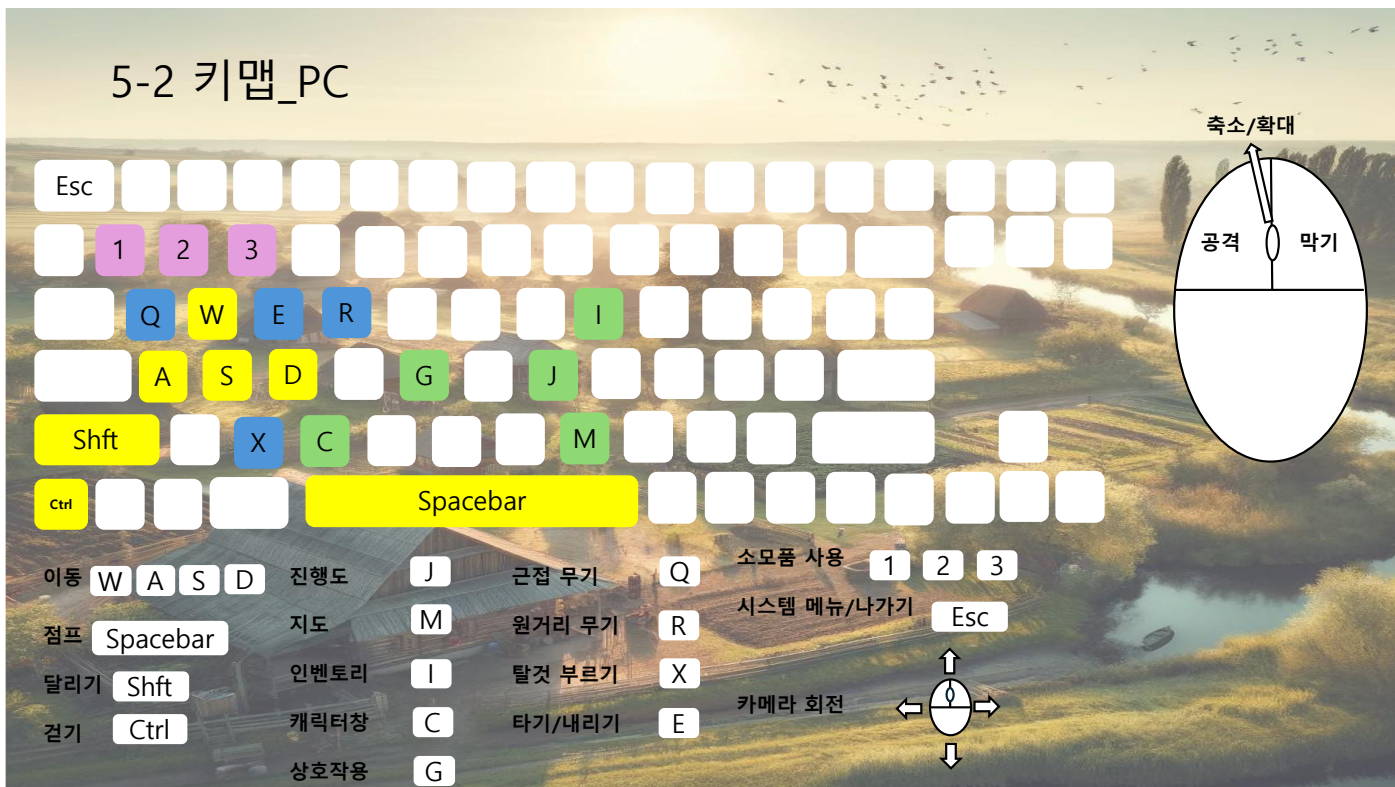 5-2 키맵_PC
축소/확대
공격 막기
Esc
1 2 3
Q W E R I
A S D G J
Shft X C M
Ctrl Spacebar
이동 W A S D
점프 Spacebar
달리기 Shft
걷기 Ctrl
진행도 J
지도 M
인벤토리 I
캐릭터창 C
상호작용 G
근접 무기 Q
원거리 무기 R
탈것 부르기 X
타기/내리기 E
소모품 사용 1 2 3
시스템 메뉴/나가기 Esc
카메라 회전